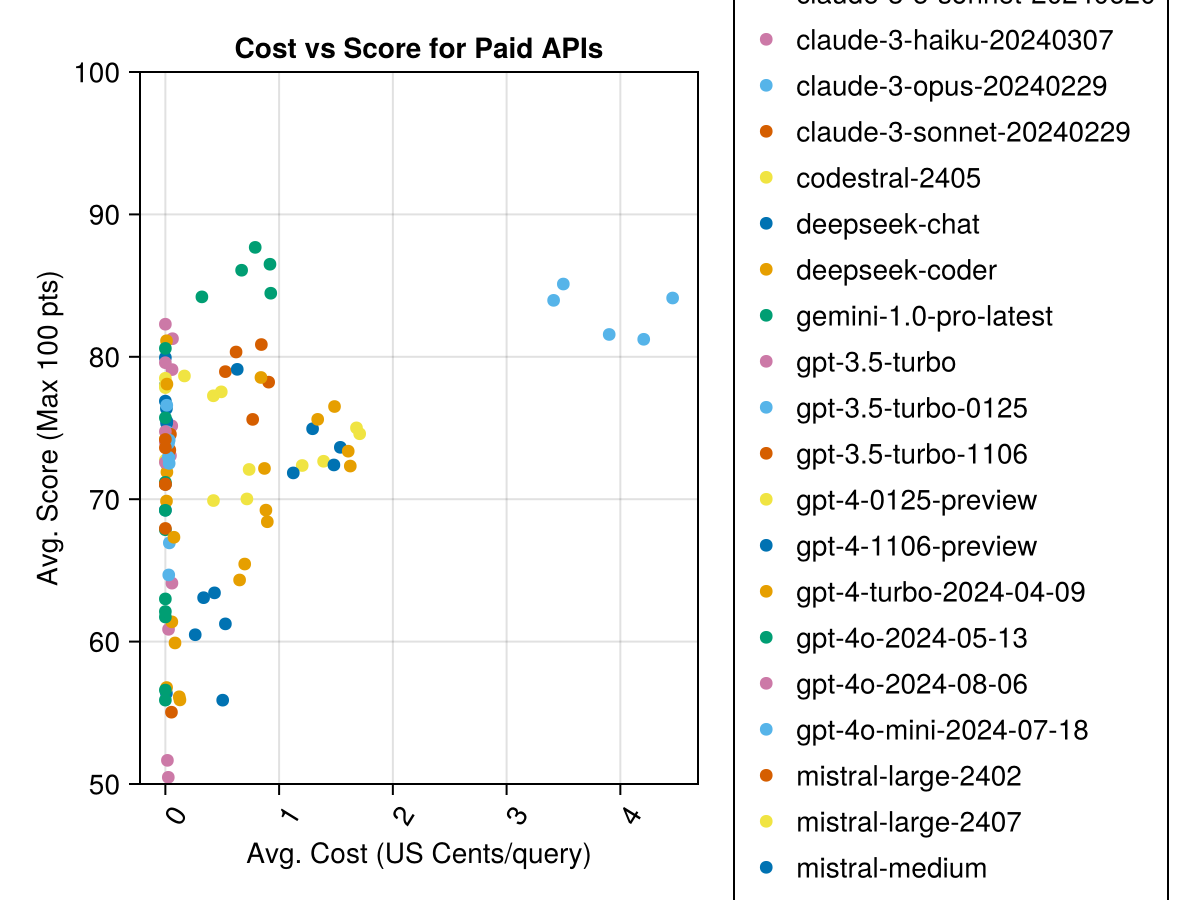 Cost vs Score for Paid APIs
100
90
80
70
60
50
Avg. Score (Max 100 pts)
0
1
2
3
4
Avg. Cost (US Cents/query)
claude-3-haiku-20240307
claude-3-opus-20240229
claude-3-sonnet-20240229
codestral-2405
deepseek-chat
deepseek-coder
gemini-1.0-pro-latest
gpt-3.5-turbo
gpt-3.5-turbo-0125
gpt-3.5-turbo-1106
gpt-4-0125-preview
gpt-4-1106-preview
gpt-4-turbo-2024-04-09
gpt-4o-2024-05-13
gpt-4o-2024-08-06
gpt-4o-mini-2024-07-18
mistral-large-2402
mistral-large-2407
mistral-medium